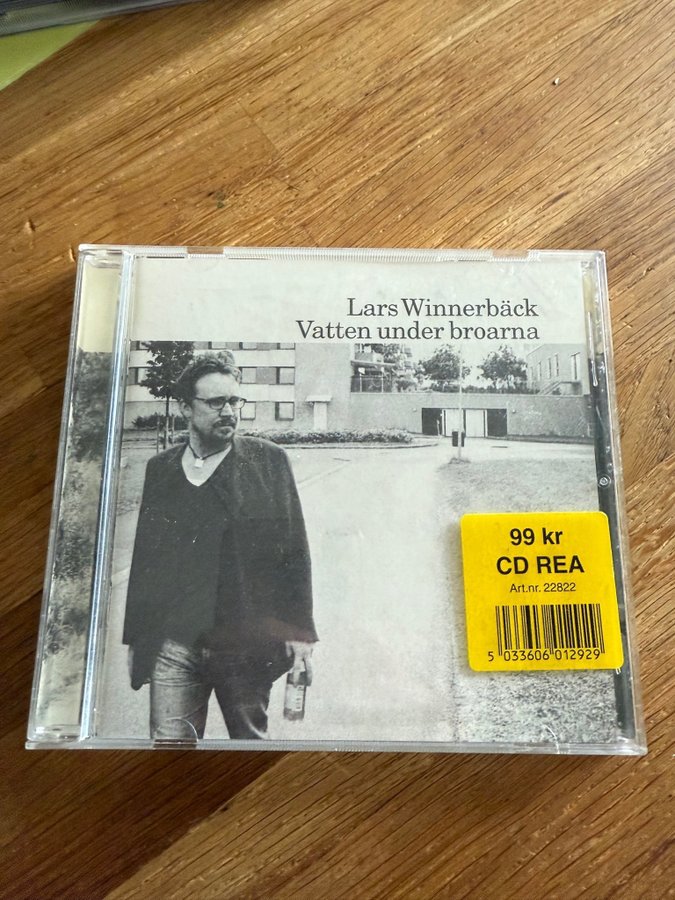 Lars Winnerbäck
Vatten under broarna
99 kr
CD REA
Art.nr. 22822
5 033606 012929